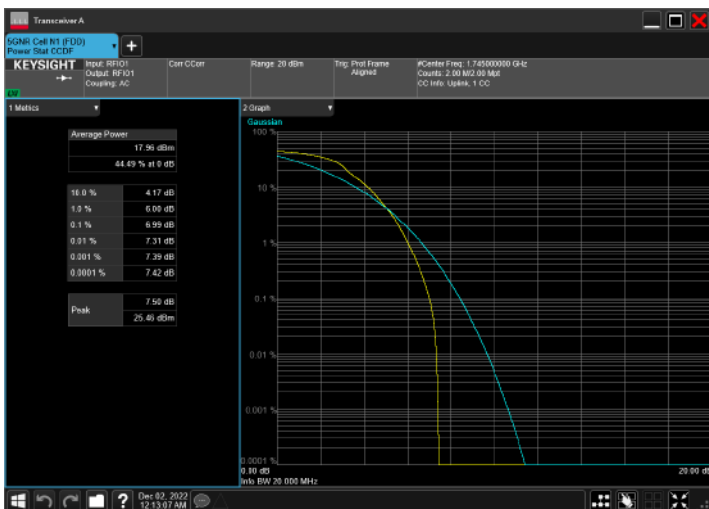 Transceiver A
5GNR Cell N1 (FDD)
Power Stat CCDF
KEYSIGHT
Input: RFIO1
Output: RFIO1
Coupling: AC
Corr CCorr
Range: 20 dBm
Trig: Prot Frame
Aligned
#Center Freq: 1.745000000 GHz
Counts: 2.00 M/2.00 Mpt
CC Info: Uplink, 1 CC
1 Metrics
Average Power
17.96 dBm
44.49 % at 0 dB
10.0 % 4.17 dB
1.0 % 6.00 dB
0.1 % 6.99 dB
0.01 % 7.31 dB
0.001 % 7.39 dB
0.0001 % 7.42 dB
Peak 7.50 dB
25.46 dBm
2 Graph
Gaussian
100 %
10 %
1 %
0.1 %
0.01 %
0.001 %
0.0001 %
0.00 dB
20.00 dB
Info BW 20.000 MHz
Dec 02, 2022
12:13:07 AM